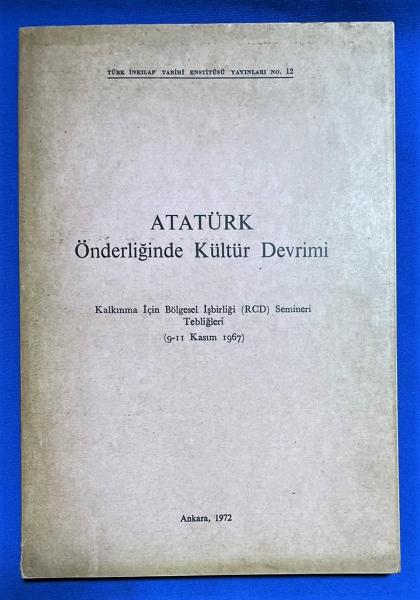 TÜRK İNKILAP TARİHİ ENSTİTÜSÜ YAYINLARI NO. 12
ATATÜRK
Önderliğinde Kültür Devrimi
Kalkınma İçin Bölgesel İşbirliği (RCD) Semineri
Tebliğleri
(9-11 Kasım 1967)
Ankara, 1972